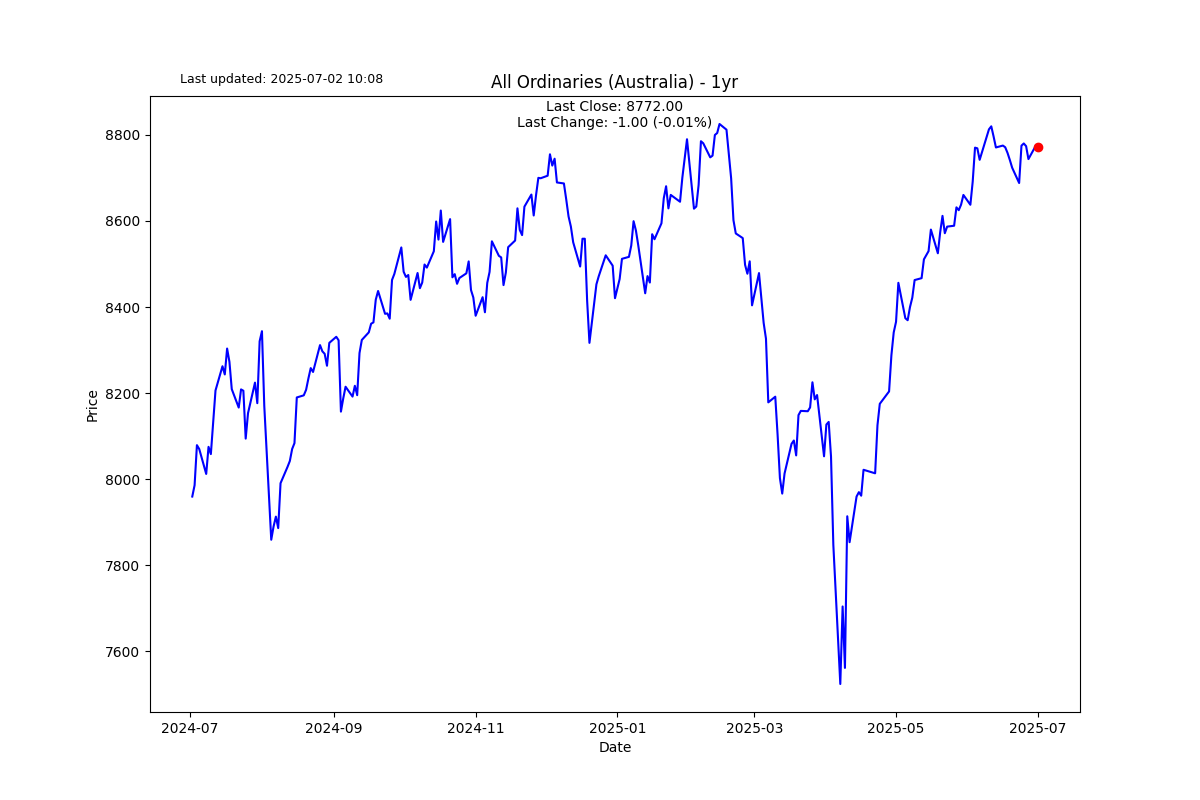 Last updated: 2025-07-02 10:08
All Ordinaries (Australia) - 1yr
Last Close: 8772.00
Last Change: -1.00 (-0.01%)
8800
8600
8400
8200
8000
7800
7600
Price
2024-07
2024-09
2024-11
2025-01
2025-03
2025-05
2025-07
Date